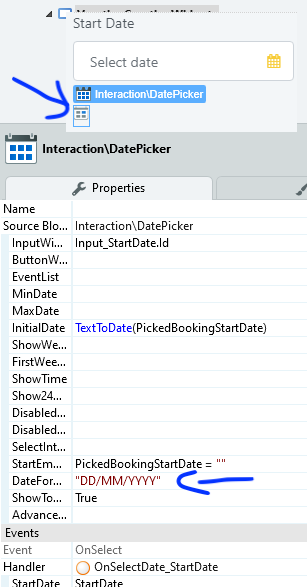 Start Date
Select date
Interaction\DatePicker
Interaction\DatePicker
Properties
Name
Source Blo... Interaction\DatePicker
InputWi... Input_StartDate.Id
ButtonW...
EventList
MinDate
MaxDate
InitialDate TextToDate(PickedBookingStartDate)
ShowWe...
FirstWee...
ShowTime
Show24...
Disabled...
Disabled...
SelectInt...
StartEm... PickedBookingStartDate = ""
DateFor... "DD/MM/YYYY"
ShowTo... True
Advance...
Events
Event OnSelect
Handler OnSelectDate_StartDate
StartDate StartDate